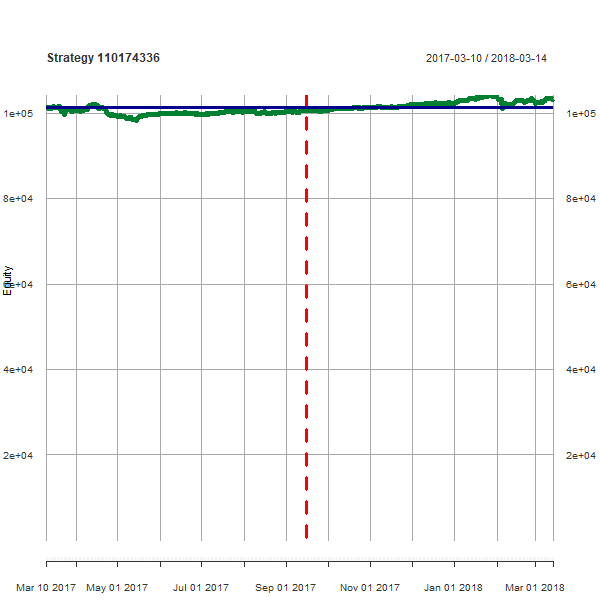 Strategy 110174336
2017-03-10 / 2018-03-14
1e+05
1e+05
8e+04
8e+04
Equity
6e+04
6e+04
4e+04
4e+04
2e+04
2e+04
Mar 10 2017
May 01 2017
Jul 01 2017
Sep 01 2017
Nov 01 2017
Jan 01 2018
Mar 01 2018